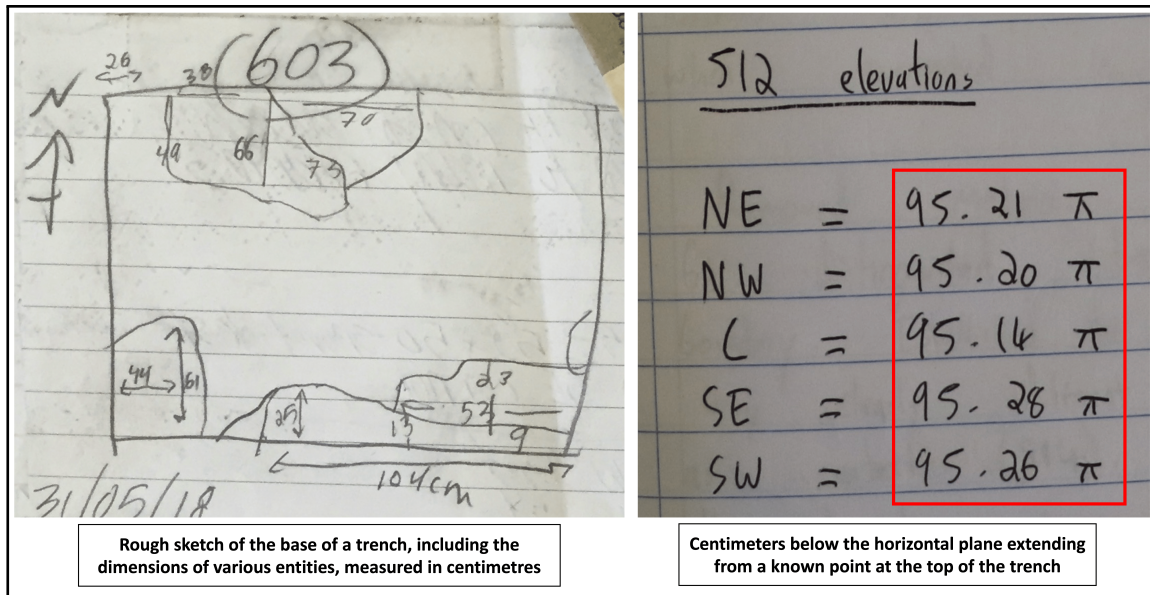 603
26
38
N
70
49
66
75
44
61
25
13
23
52
9
104cm
31/05/18
Rough sketch of the base of a trench, including the
dimensions of various entities, measured in centimetres
512 elevations
NE = 95.21 π
NW = 95.20 π
C = 95.14 π
SE = 95.28 π
SW = 95.26 π
Centimeters below the horizontal plane extending
from a known point at the top of the trench